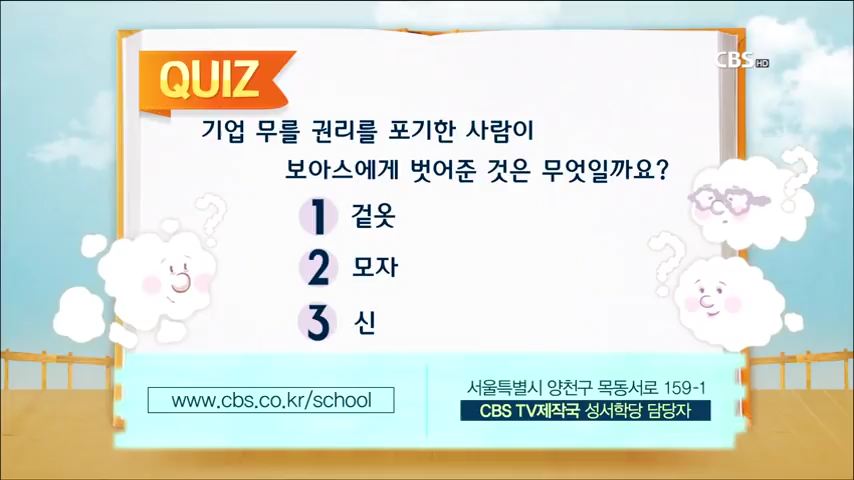 CBS HD
QUIZ
기업 무를 권리를 포기한 사람이
보아스에게 벗어준 것은 무엇일까요?
1 겉옷
2 모자
3 신
www.cbs.co.kr/school
서울특별시 양천구 목동서로 159-1
CBS TV제작국 성서학당 담당자